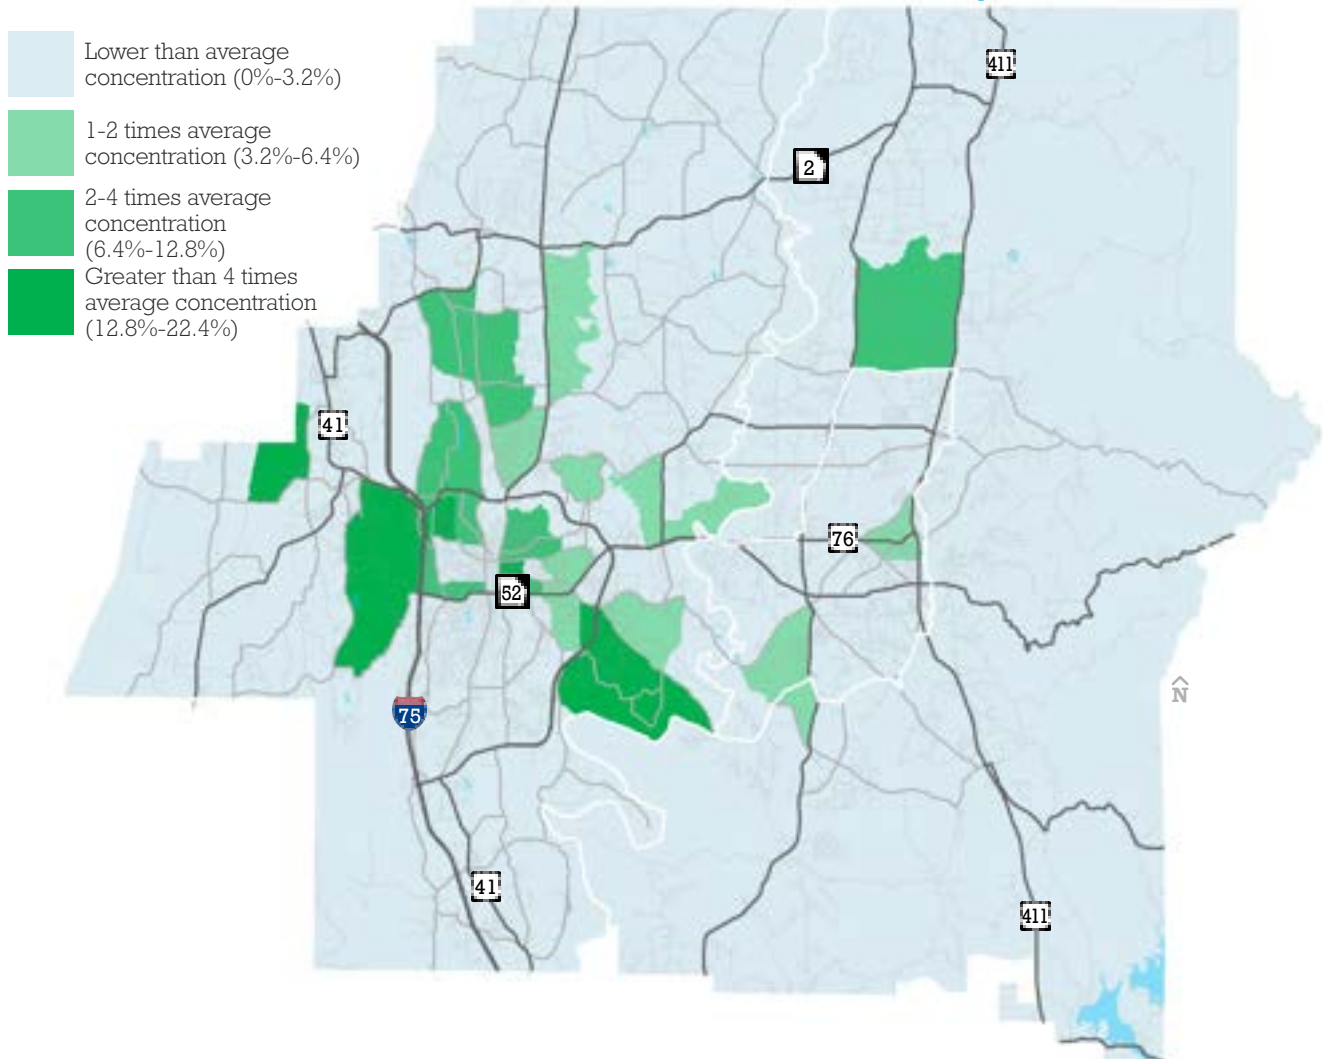 Lower than average
concentration (0%-3.2%)
1-2 times average
concentration (3.2%-6.4%)
2-4 times average
concentration
(6.4%-12.8%)
Greater than 4 times
average concentration
(12.8%-22.4%)
411
2
41
76
52
N
75
41
411